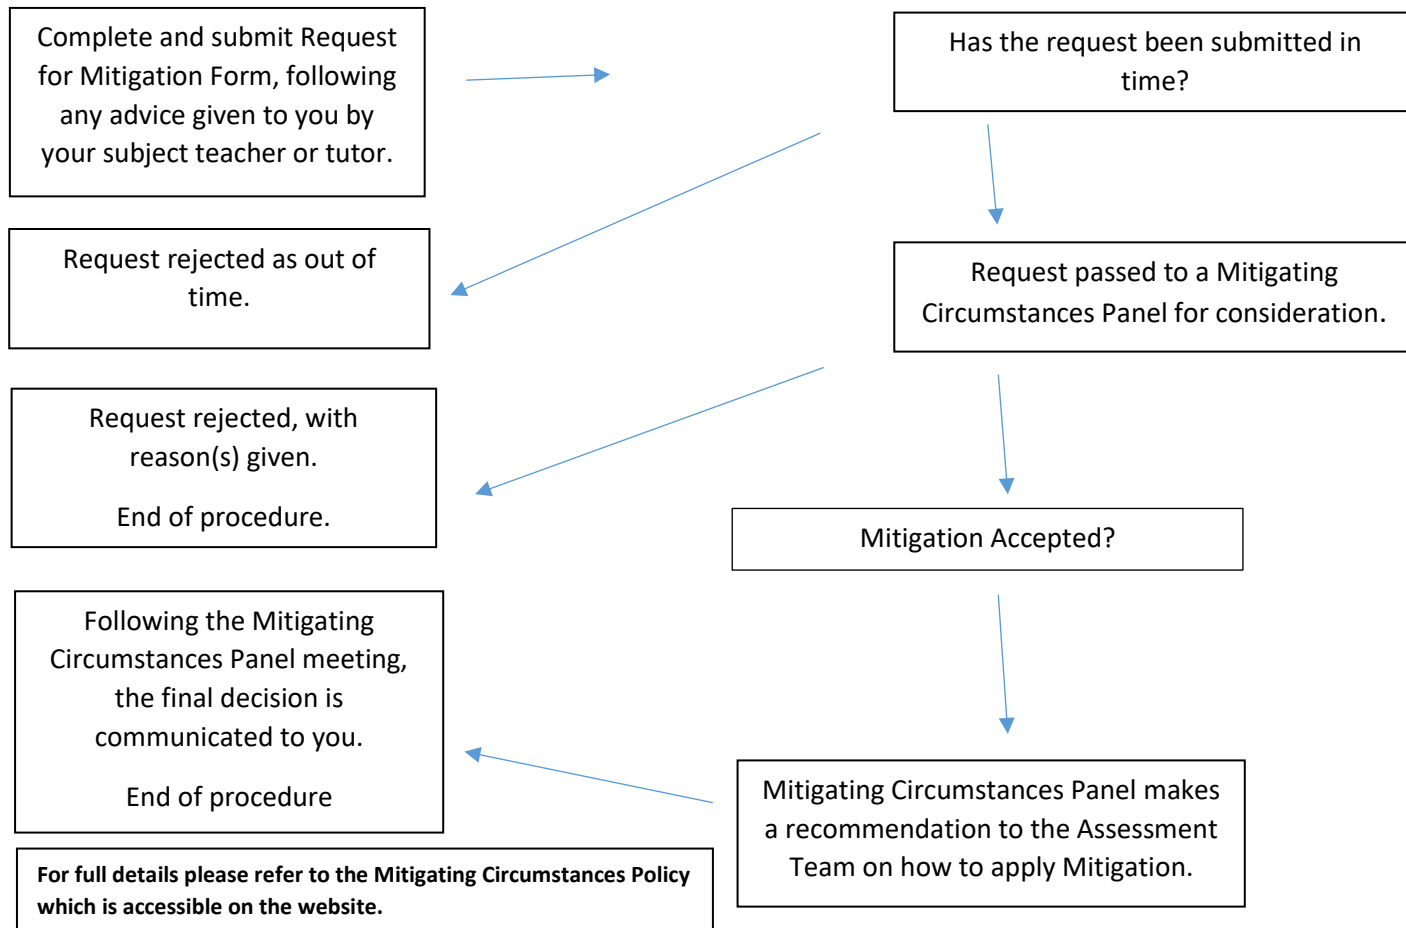 Complete and submit Request
for Mitigation Form, following
any advice given to you by
your subject teacher or tutor.
Has the request been submitted in
time?
Request rejected as out of
time.
Request passed to a Mitigating
Circumstances Panel for consideration.
Request rejected, with
reason(s) given.
End of procedure.
Mitigation Accepted?
Following the Mitigating
Circumstances Panel meeting,
the final decision is
communicated to you.
End of procedure
Mitigating Circumstances Panel makes
a recommendation to the Assessment
Team on how to apply Mitigation.
For full details please refer to the Mitigating Circumstances Policy
which is accessible on the website.